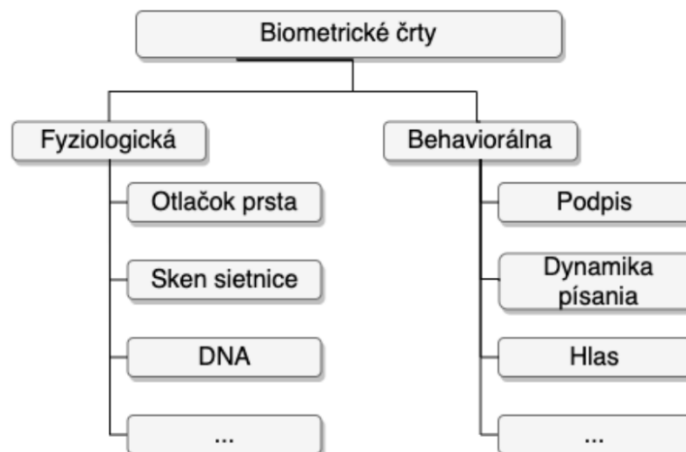 Biometrické črty
Fyziologická
Otlačok prsta
Sken sietnice
DNA
...
Behaviorálna
Podpis
Dynamika
písania
Hlas
...